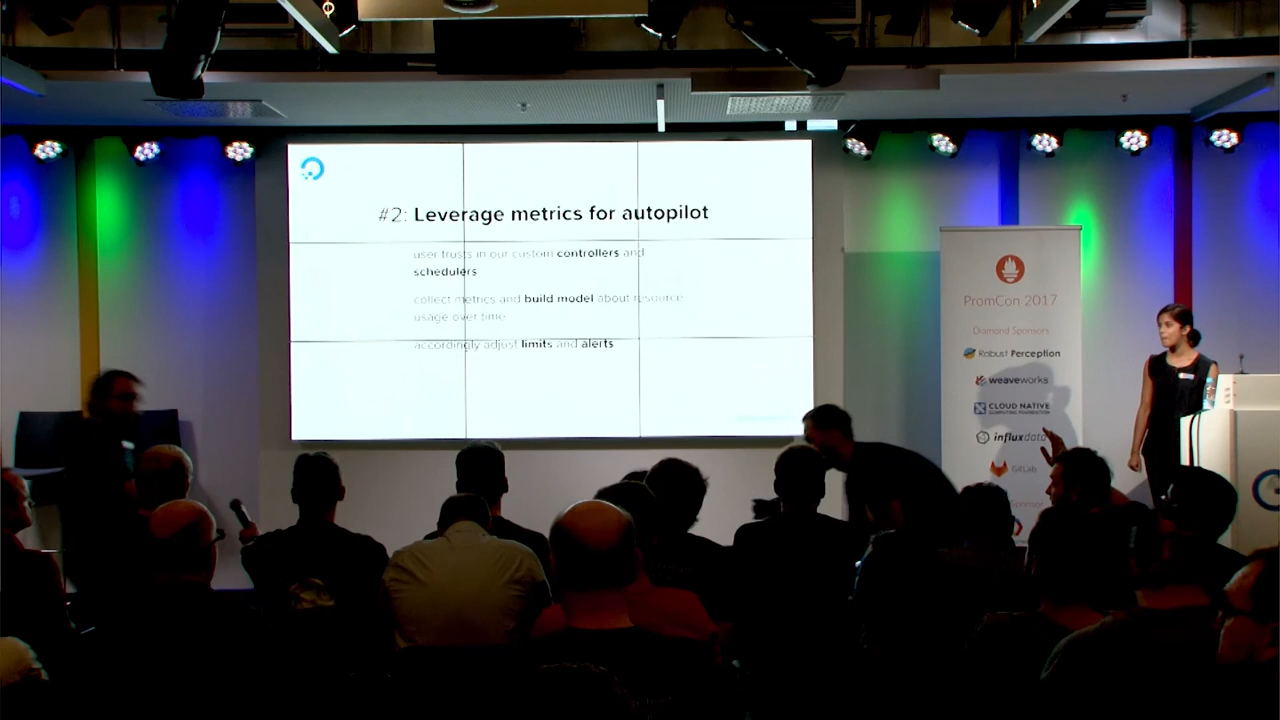 #2: Leverage metrics for autopilot
user trusts in our custom controllers and
schedulers
collect metrics and build model about resource
usage over time
accordingly adjust limits and alerts
PromCon 2017
Diamond Sponsors
Robust Perception
weaveworks
CLOUD NATIVE
COMPUTING FOUNDATION
influxdata
GitLab
G